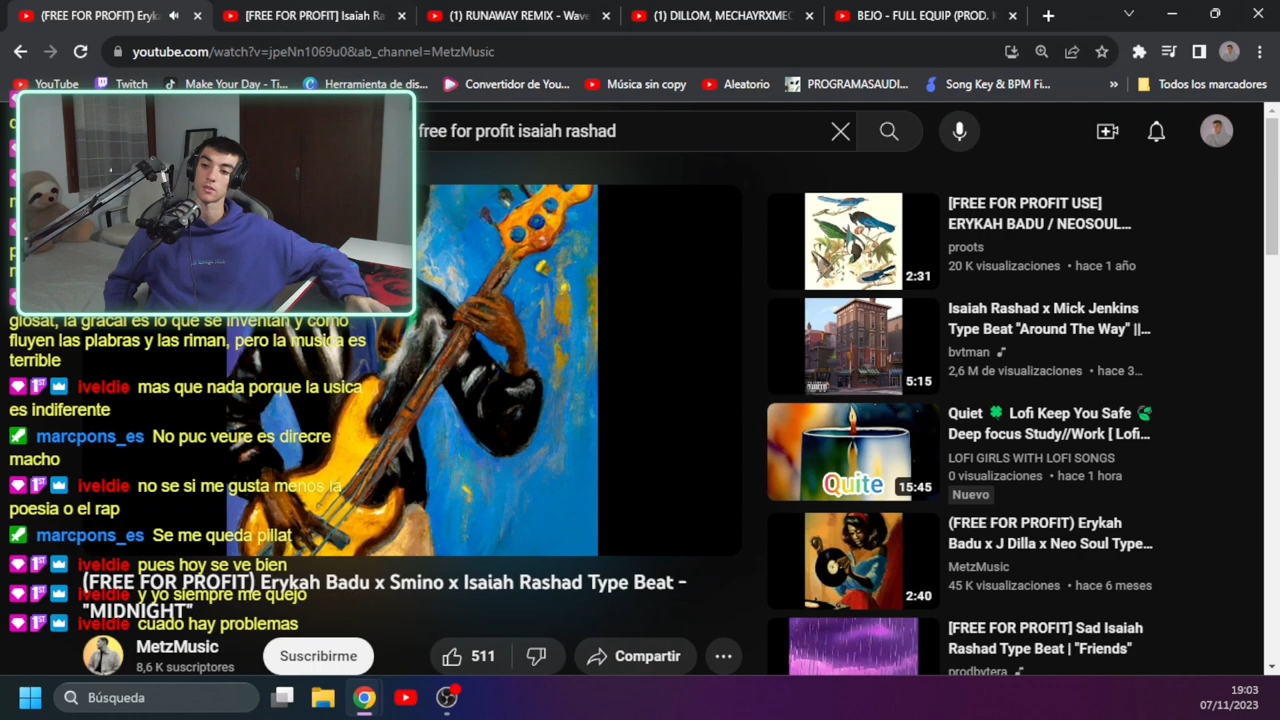 (FREE FOR PROFIT) Eryk
[FREE FOR PROFIT] Isaiah Ra
(1) RUNAWAY REMIX - Wave
(1) DILLOM, MECHAYRXMEC
BEJO - FULL EQUIP (PROD.
youtube.com/watch?v=jpeNn1069u0&ab_channel=MetzMusic
YouTube
Twitch
Make Your Day - Ti...
Herramienta de dis...
Convertidor de You...
Música sin copy
Aleatorio
PROGRAMASAUDI...
Song Key & BPM Fi...
Todos los marcadores
free for profit isaiah rashad
glosat, la gracai es lo que se inventan y como
fluyen las plabras y las riman, pero la musica es
terrible
iveldie mas que nada porque la usica
es indiferente
marcpons_es No puc veure es direcre
macho
iveldie no se si me gusta menos la
poesia o el rap
marcpons_es Se me queda pillat
iveldie pues hoy se ve bien
(FREE FOR PROFIT) Erykah Badu x Smino x Isaiah Rashad Type Beat -
iveldie y yo siempre me quejo
"MIDNIGHT"
iveldie cuado hay problemas
MetzMusic
8,6 K suscriptores
Suscribirme
511
Compartir
[FREE FOR PROFIT USE]
ERYKAH BADU / NEOSOUL...
proots
20 K visualizaciones • hace 1 año
2:31
Isaiah Rashad x Mick Jenkins
Type Beat "Around The Way" ||...
bvtman
2,6 M de visualizaciones • hace 3...
5:15
Quiet 🍀 Lofi Keep You Safe
Deep focus Study//Work [ Lofi...
LOFI GIRLS WITH LOFI SONGS
0 visualizaciones • hace 1 hora
Nuevo
Quite
15:45
(FREE FOR PROFIT) Erykah
Badu x J Dilla x Neo Soul Type...
MetzMusic
45 K visualizaciones • hace 6 meses
2:40
[FREE FOR PROFIT] Sad Isaiah
Rashad Type Beat | "Friends"
prodbytera
Búsqueda
19:03
07/11/2023